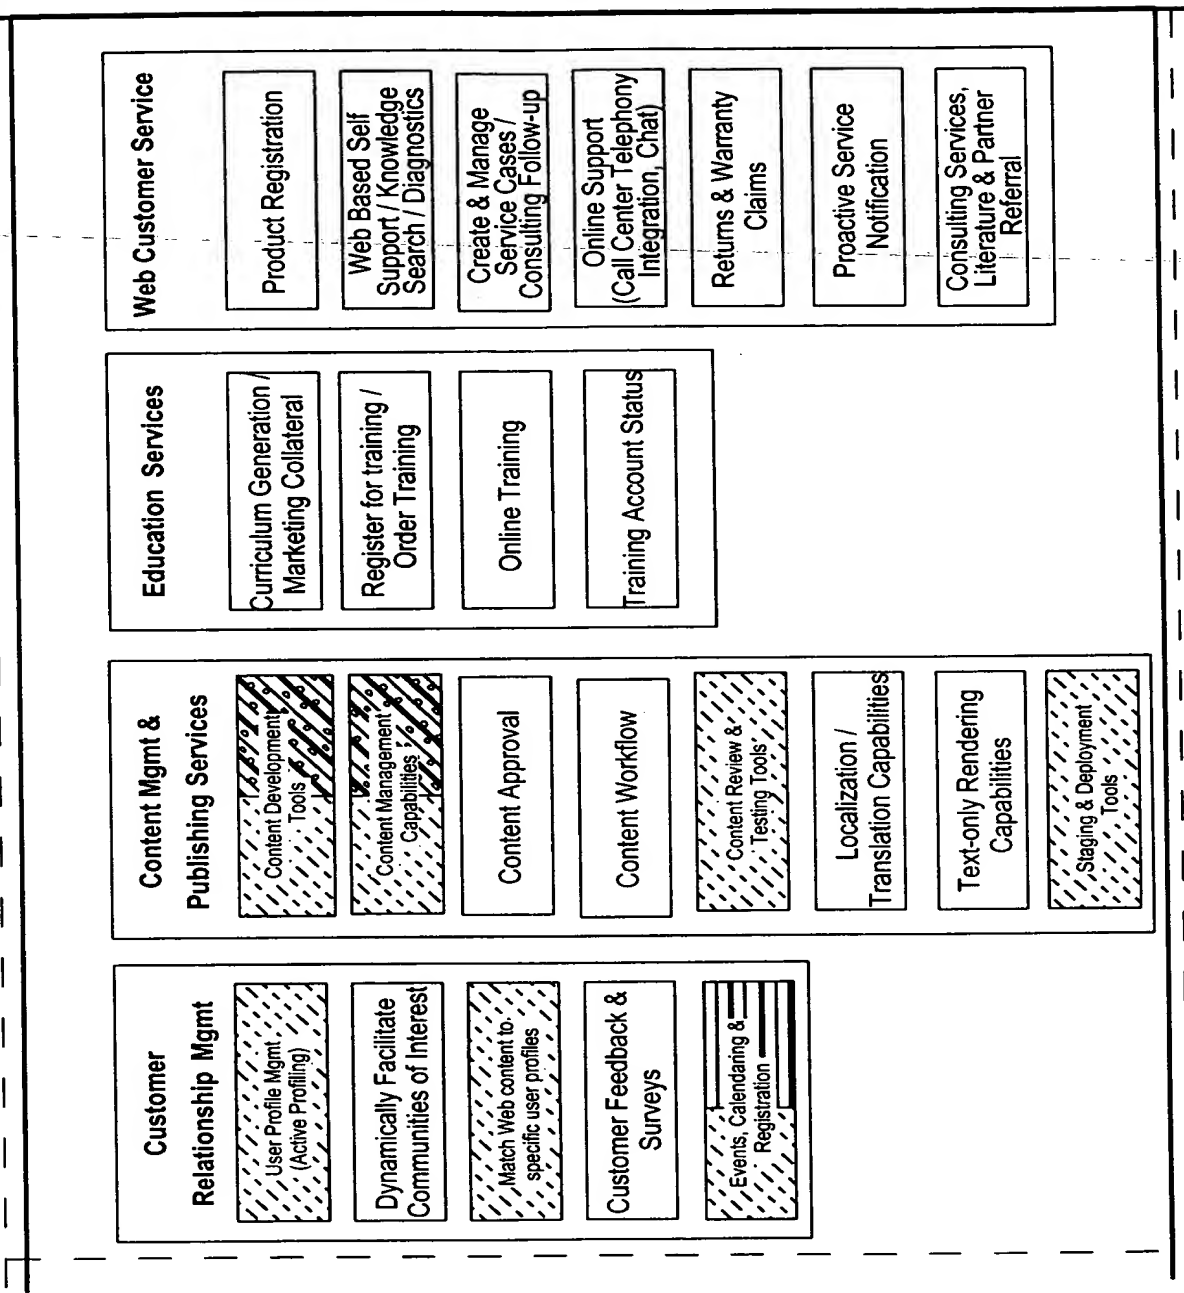 Customer
Relationship Mgmt
User Profile Mgmt
(Active Profiling)
Dynamically Facilitate
Communities of Interest
Match Web content to
specific user profiles
Customer Feedback &
Surveys
Events, Calendaring &
Registration
Content Mgmt &
Publishing Services
Content Development
Tools
Content Management
Capabilities
Content Approval
Content Workflow
Content Review &
Testing Tools
Localization /
Translation Capabilities
Text-only Rendering
Capabilities
Staging & Deployment
Tools
Education Services
Curriculum Generation /
Marketing Collateral
Register for training /
Order Training
Online Training
Training Account Status
Web Customer Service
Product Registration
Web Based Self
Support / Knowledge
Search / Diagnostics
Create & Manage
Service Cases /
Consulting Follow-up
Online Support
(Call Center Telephony
Integration, Chat)
Returns & Warranty
Claims
Proactive Service
Notification
Consulting Services,
Literature & Partner
Referral